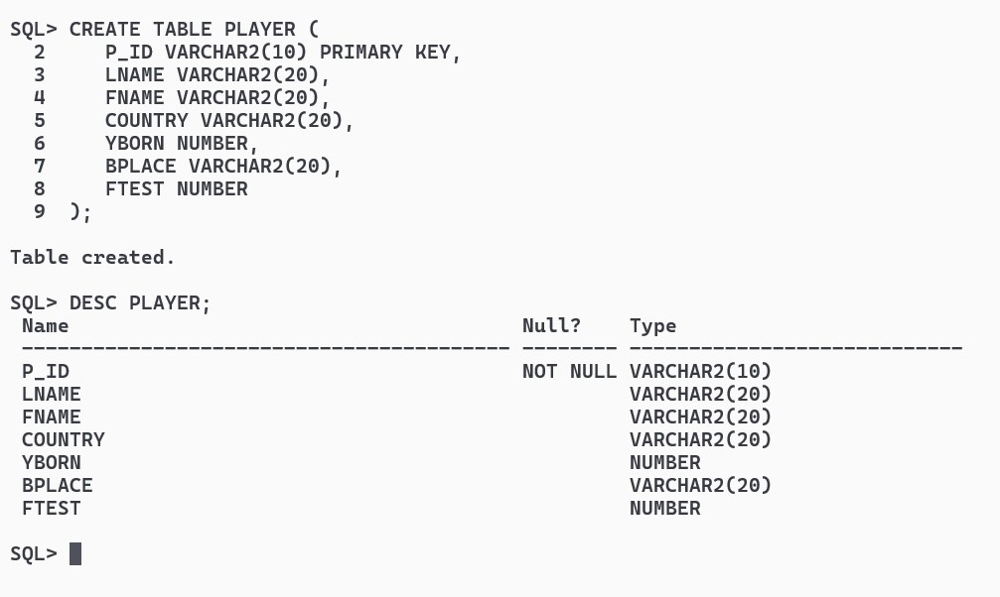 SQL> CREATE TABLE PLAYER (
  2     P_ID VARCHAR2(10) PRIMARY KEY,
  3     LNAME VARCHAR2(20),
  4     FNAME VARCHAR2(20),
  5     COUNTRY VARCHAR2(20),
  6     YBORN NUMBER,
  7     BPLACE VARCHAR2(20),
  8     FTEST NUMBER
  9  );
Table created.
SQL> DESC PLAYER;
 Name                                      Null?    Type
 ----------------------------------------- -------- ----------------------------
 P_ID                                      NOT NULL VARCHAR2(10)
 LNAME                                              VARCHAR2(20)
 FNAME                                              VARCHAR2(20)
 COUNTRY                                            VARCHAR2(20)
 YBORN                                              NUMBER
 BPLACE                                             VARCHAR2(20)
 FTEST                                              NUMBER
SQL>